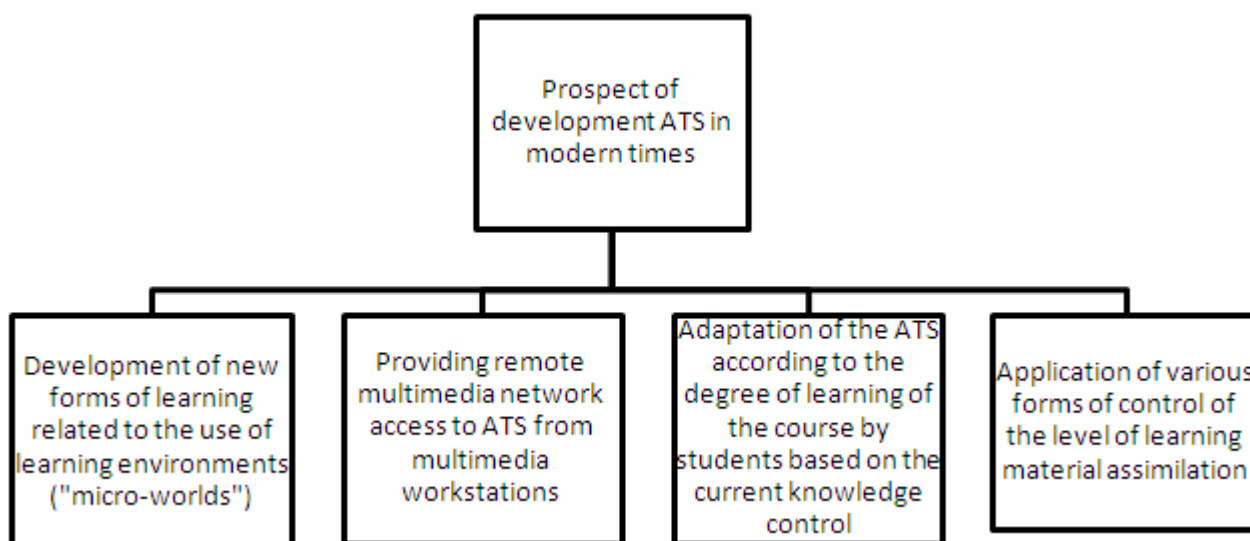 Prospect of
development ATS in
modern times
Development of new
forms of learning
related to the use of
learning environments
("micro-worlds")
Providing remote
multimedia network
access to ATS from
multimedia
workstations
Adaptation of the ATS
according to the
degree of learning of
the course by
students based on the
current knowledge
control
Application of various
forms of control of
the level of learning
material assimilation